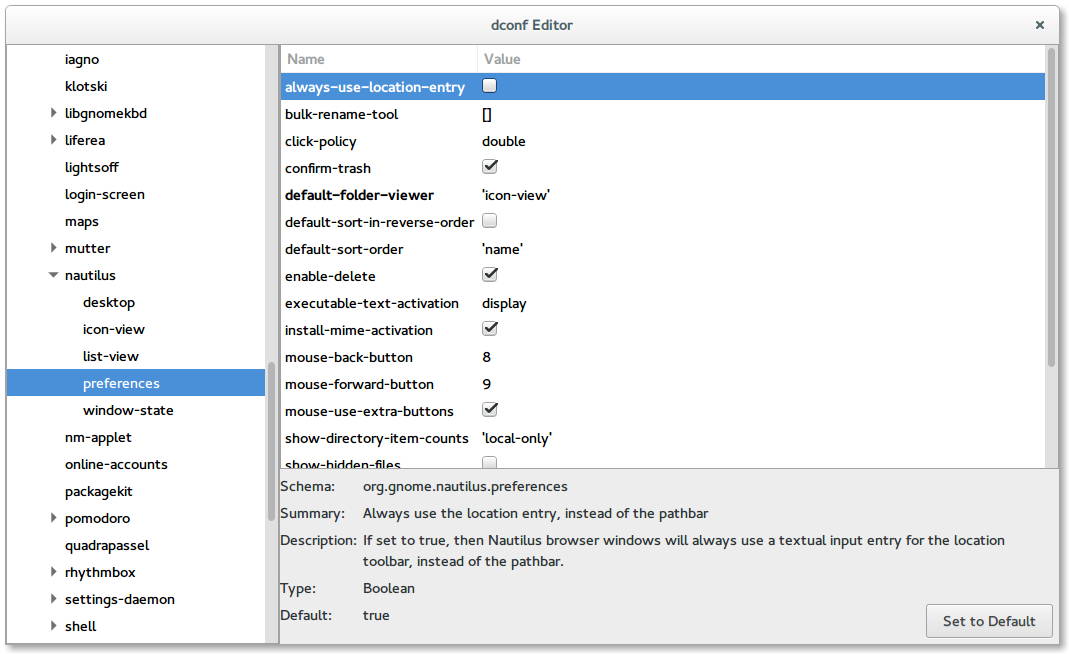 dconf Editor
iagno
klotski
libgnomekbd
liferea
lightsoff
login-screen
maps
mutter
nautilus
desktop
icon-view
list-view
preferences
window-state
nm-applet
online-accounts
packagekit
pomodoro
quadrapassel
rhythmbox
settings-daemon
shell
Name Value
always-use-location-entry
bulk-rename-tool []
click-policy double
confirm-trash
default-folder-viewer 'icon-view'
default-sort-in-reverse-order
default-sort-order 'name'
enable-delete
executable-text-activation display
install-mime-activation
mouse-back-button 8
mouse-forward-button 9
mouse-use-extra-buttons
show-directory-item-counts 'local-only'
show-hidden-files
Schema: org.gnome.nautilus.preferences
Summary: Always use the location entry, instead of the pathbar
Description: If set to true, then Nautilus browser windows will always use a textual input entry for the location
toolbar, instead of the pathbar.
Type: Boolean
Default: true
Set to Default